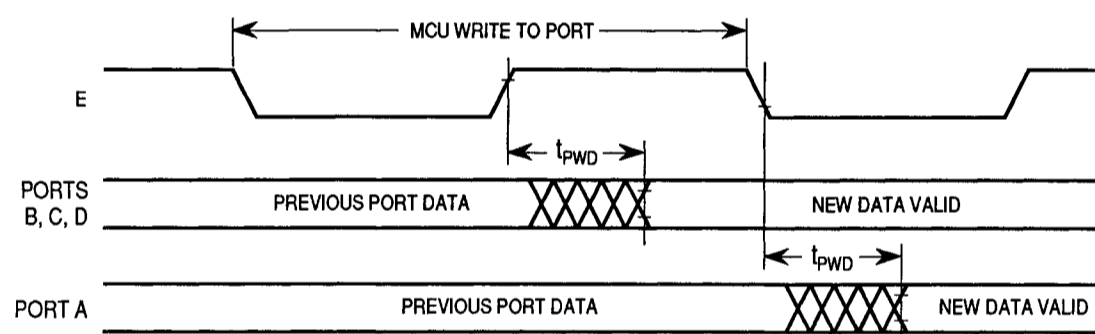 MCU WRITE TO PORT
E
tPWD
PORTS
B, C, D
PREVIOUS PORT DATA
NEW DATA VALID
tPWD
PORT A
PREVIOUS PORT DATA
NEW DATA VALID